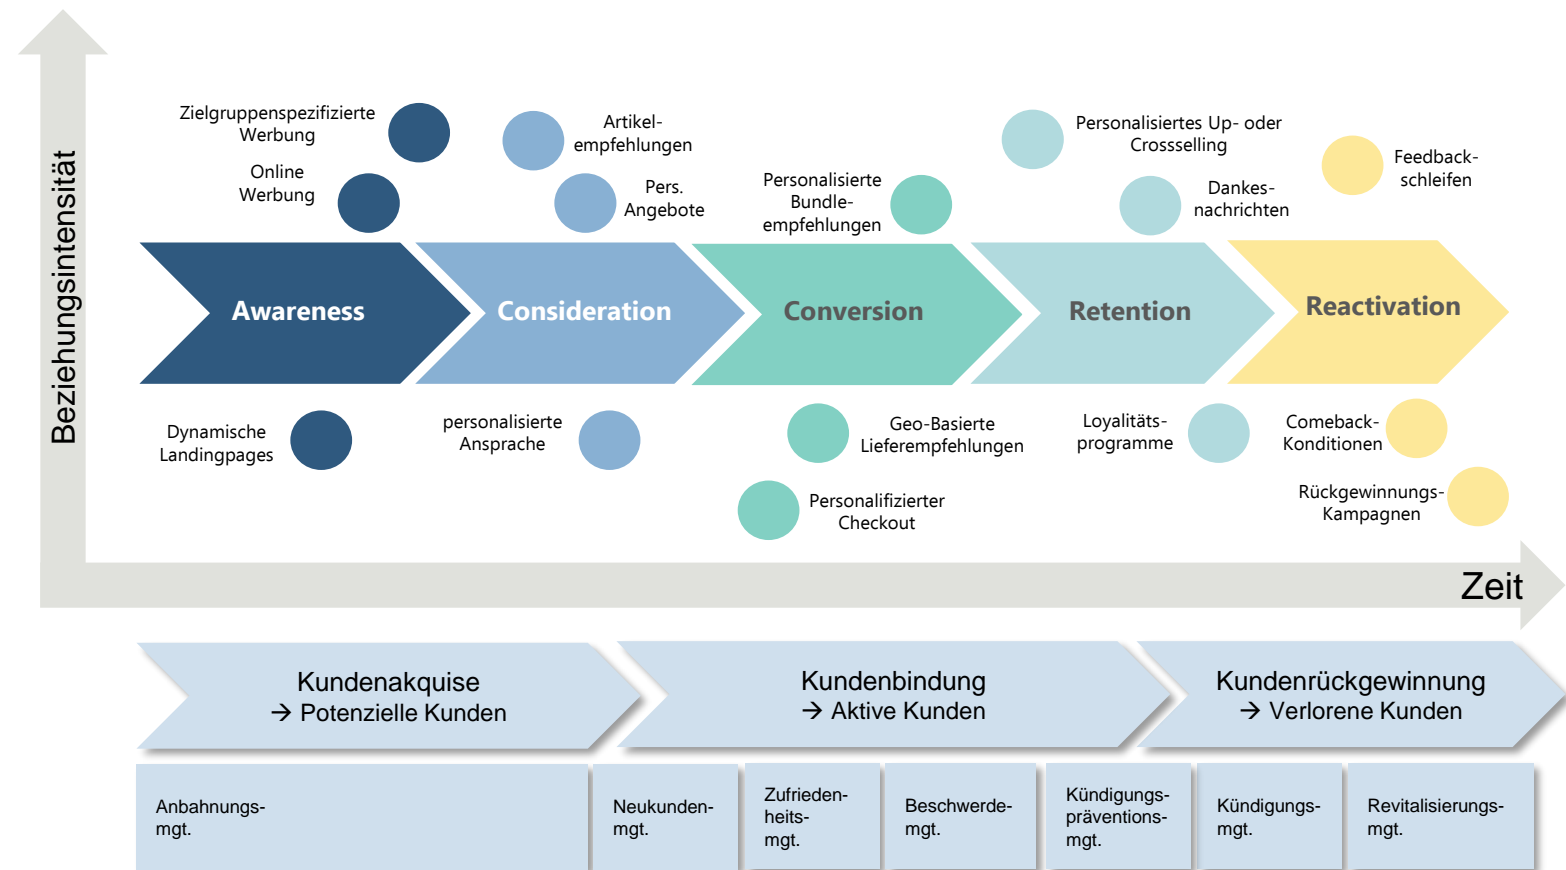 Beziehungsintensität
Zielgruppenspezifizierte
Werbung
Online
Werbung
Artikel-
empfehlungen
Pers.
Angebote
Personalisierte
Bundle-
empfehlungen
Personalisiertes Up- oder
Crossselling
Dankes-
nachrichten
Feedback-
schleifen
Awareness
Consideration
Conversion
Retention
Reactivation
Dynamische
Landingpages
personalisierte
Ansprache
Geo-Basierte
Lieferempfehlungen
Personalifizierter
Checkout
Loyalitäts-
programme
Comeback-
Konditionen
Rückgewinnungs-
Kampagnen
Zeit
Kundenakquise
→ Potenzielle Kunden
Kundenbindung
→ Aktive Kunden
Kundenrückgewinnung
→ Verlorene Kunden
Anbahnungs-
mgt.
Neukunden-
mgt.
Zufrieden-
heits-
mgt.
Beschwerde-
mgt.
Kündigungs-
präventions-
mgt.
Kündigungs-
mgt.
Revitalisierungs-
mgt.